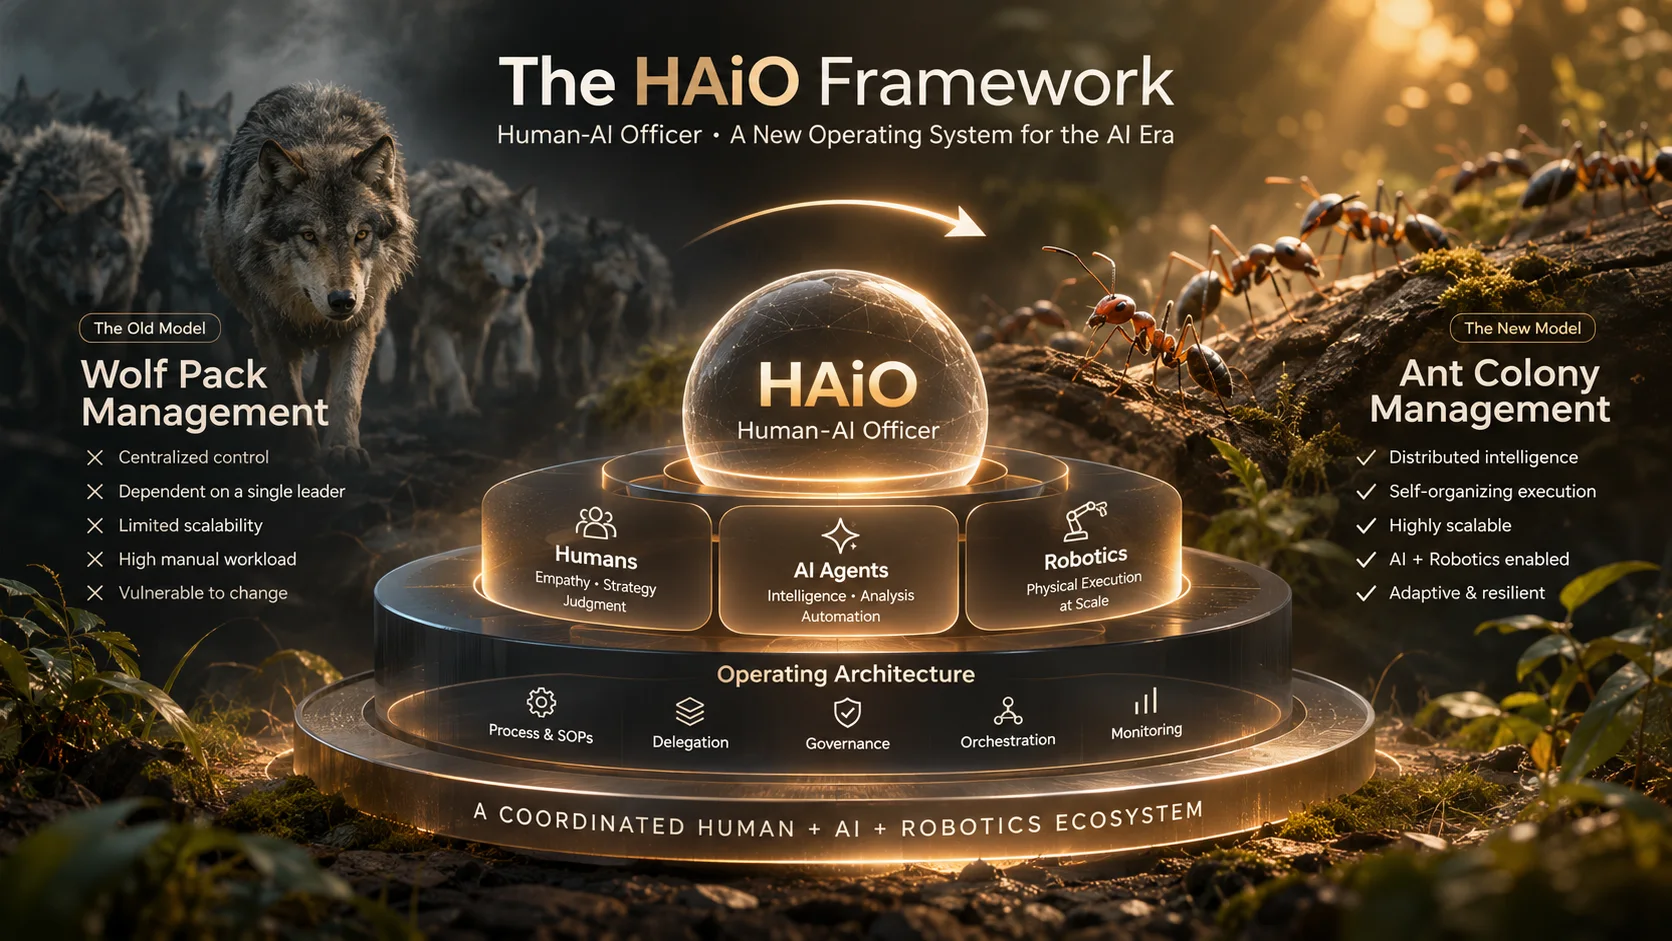 The HAiO Framework
Human-AI Officer • A New Operating System for the AI Era
The Old Model
Wolf Pack
Management
Centralized control
Dependent on a single leader
Limited scalability
High manual workload
Vulnerable to change
HAiO
Human-AI Officer
The New Model
Ant Colony
Management
Distributed intelligence
Self-organizing execution
Highly scalable
AI + Robotics enabled
Adaptive & resilient
Humans
Empathy • Strategy
Judgment
AI Agents
Intelligence • Analysis
Automation
Robotics
Physical Execution
at Scale
Operating Architecture
Process & SOPs
Delegation
Governance
Orchestration
Monitoring
A COORDINATED HUMAN + AI + ROBOTICS ECOSYSTEM